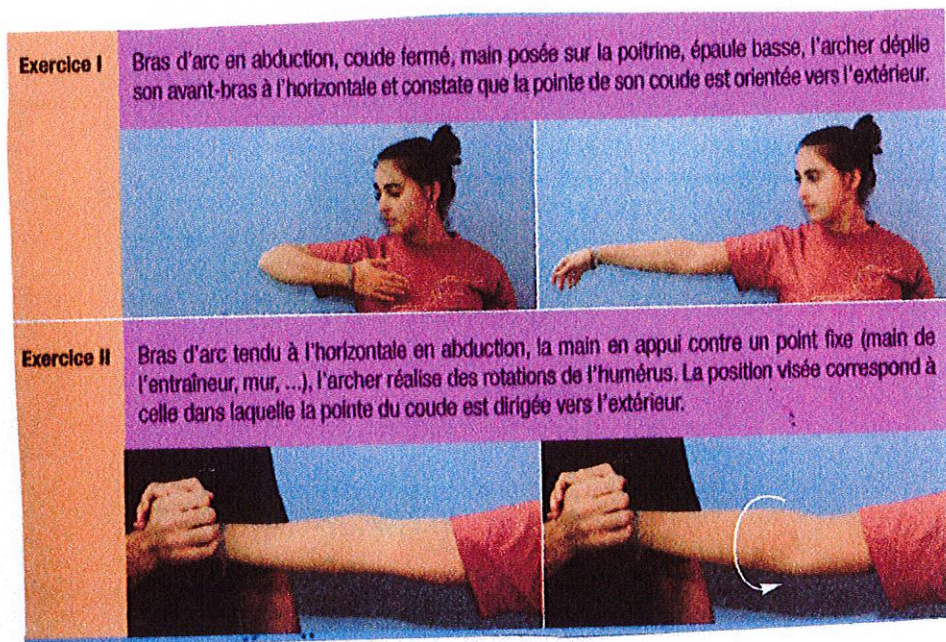 Exercice I
Bras d'arc en abduction, coude fermé, main posée sur la poitrine, épaule basse, l'archer déplie
son avant-bras à l'horizontale et constate que la pointe de son coude est orientée vers l'extérieur.
Exercice II
Bras d'arc tendu à l'horizontale en abduction, la main en appui contre un point fixe (main de
l'entraîneur, mur, ...), l'archer réalise des rotations de l'humérus. La position visée correspond à
celle dans laquelle la pointe du coude est dirigée vers l'extérieur.